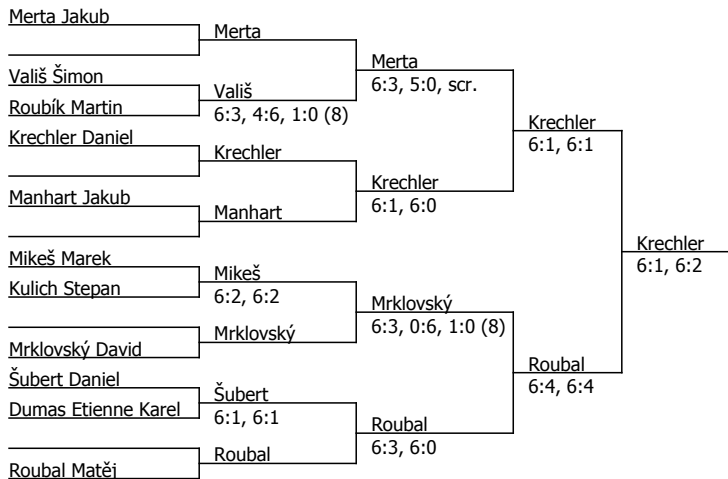 Merta Jakub
Vališ Šimon
Roubík Martin
Krechler Daniel
Manhart Jakub
Mikeš Marek
Kulich Stepan
Mrklovský David
Šubert Daniel
Dumas Etienne Karel
Roubal Matěj
Merta
Vališ
6:3, 4:6, 1:0 (8)
Krechler
Manhart
Mikeš
6:2, 6:2
Mrklovský
Šubert
6:1, 6:1
Roubal
Merta
6:3, 5:0, scr.
Krechler
6:1, 6:0
Mrklovský
6:3, 0:6, 1:0 (8)
Roubal
6:3, 6:0
Krechler
6:1, 6:1
Roubal
6:4, 6:4
Krechler
6:1, 6:2